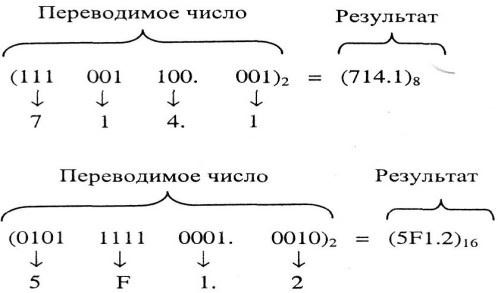 Переводимое число Результат
(111 001 100. 001)₂ = (714.1)₈
↓ ↓ ↓ ↓
7 1 4. 1
Переводимое число Результат
(0101 1111 0001. 0010)₂ = (5F1.2)₁₆
↓ ↓ ↓ ↓
5 F 1. 2